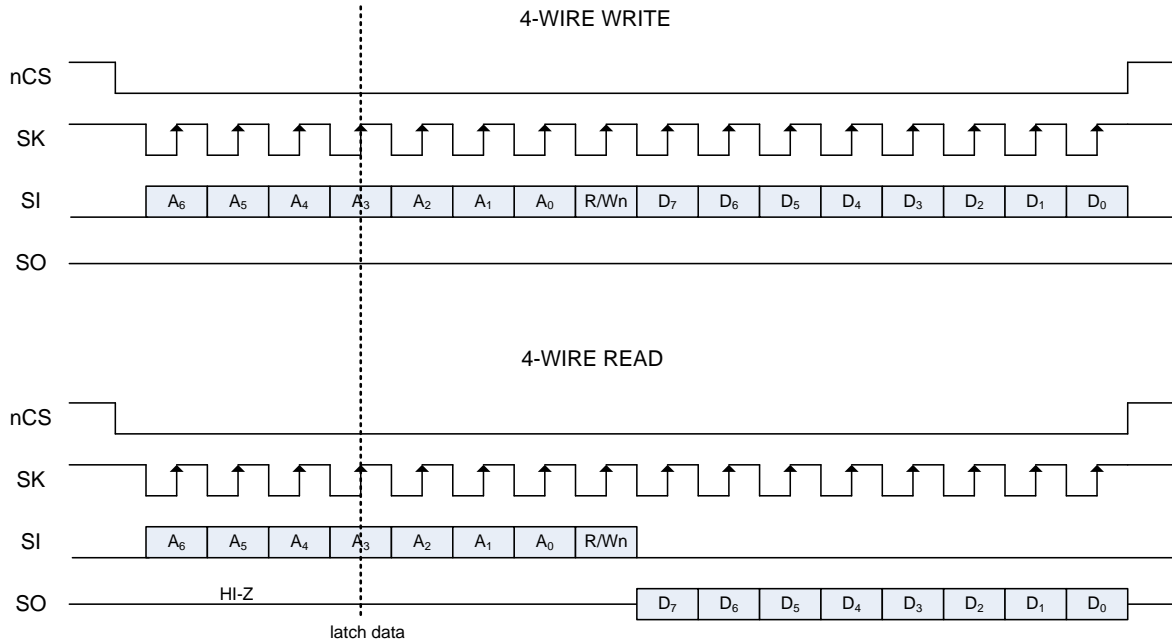 4-WIRE WRITE
nCS
SK
SI A₆ A₅ A₄ A₃ A₂ A₁ A₀ R/Wn D₇ D₆ D₅ D₄ D₃ D₂ D₁ D₀
SO
4-WIRE READ
nCS
SK
SI A₆ A₅ A₄ A₃ A₂ A₁ A₀ R/Wn
SO HI-Z D₇ D₆ D₅ D₄ D₃ D₂ D₁ D₀
latch data